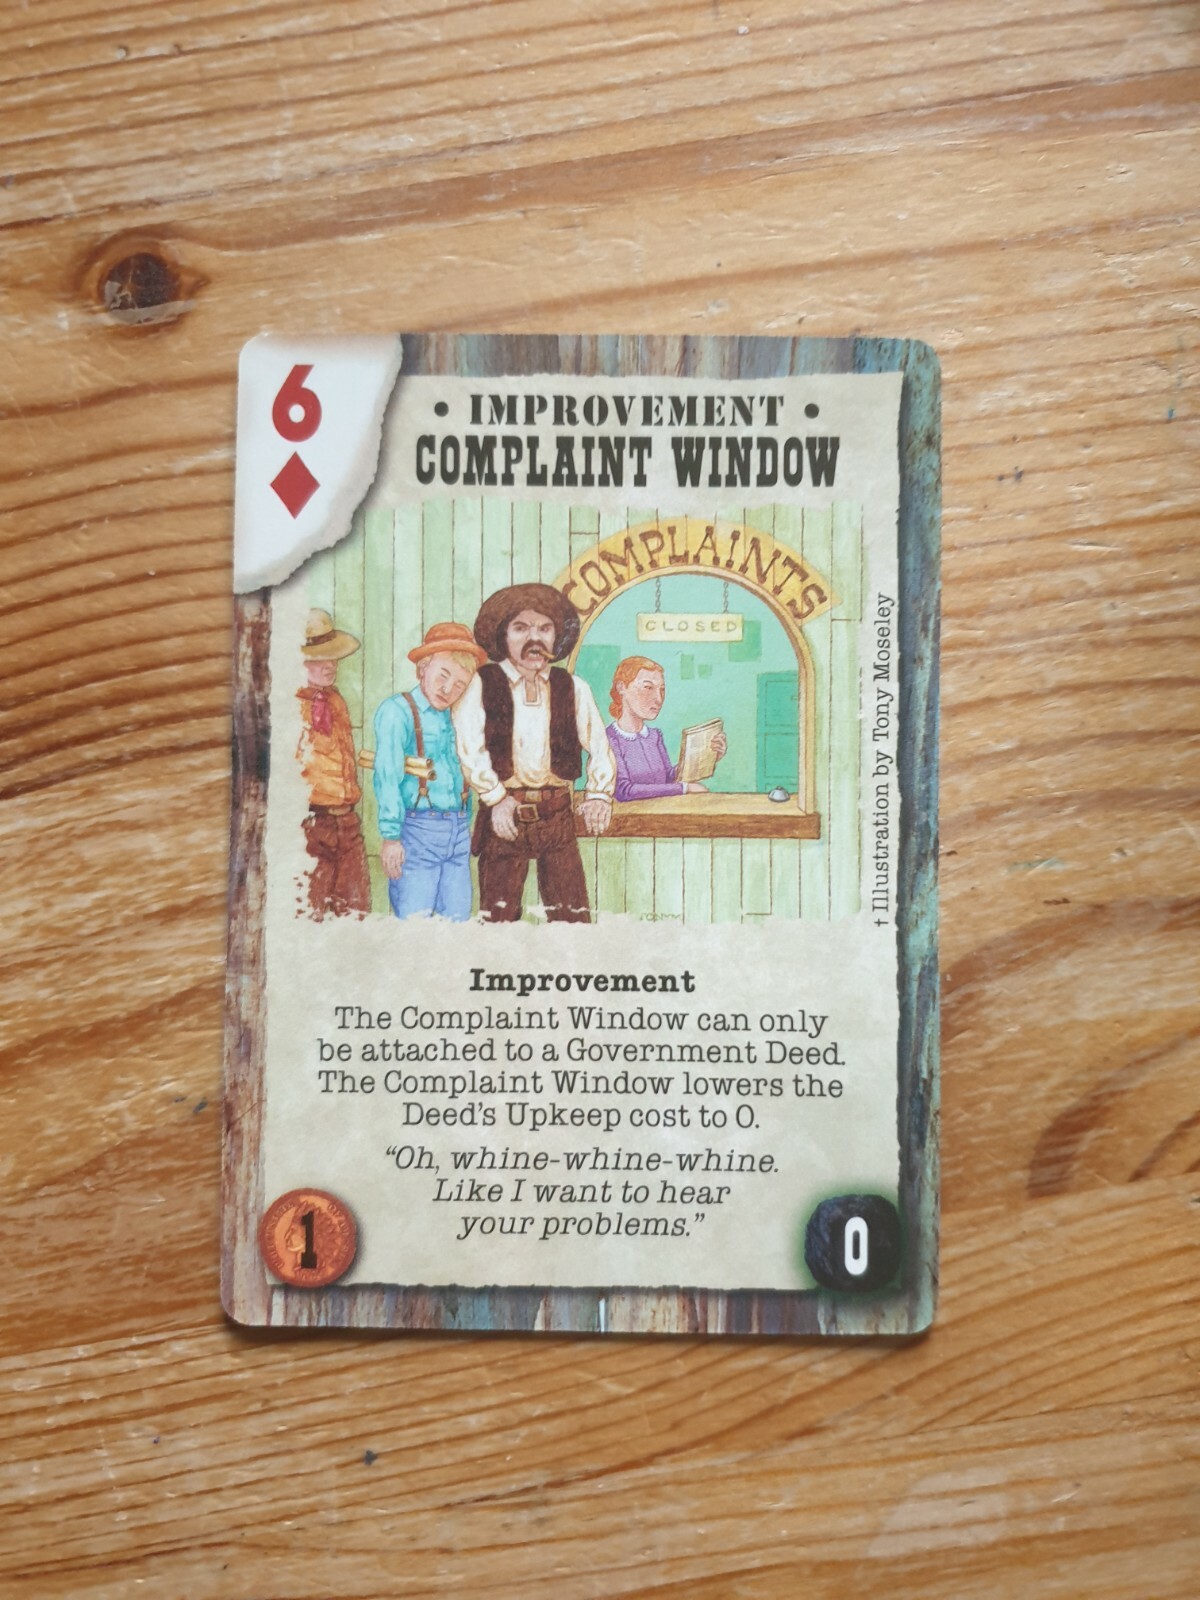 6
• IMPROVEMENT •
COMPLAINT WINDOW
COMPLAINTS
CLOSED
† Illustration by Tony Moseley
Improvement
The Complaint Window can only
be attached to a Government Deed.
The Complaint Window lowers the
Deed's Upkeep cost to 0.
"Oh, whine-whine-whine.
Like I want to hear
your problems."
1
0